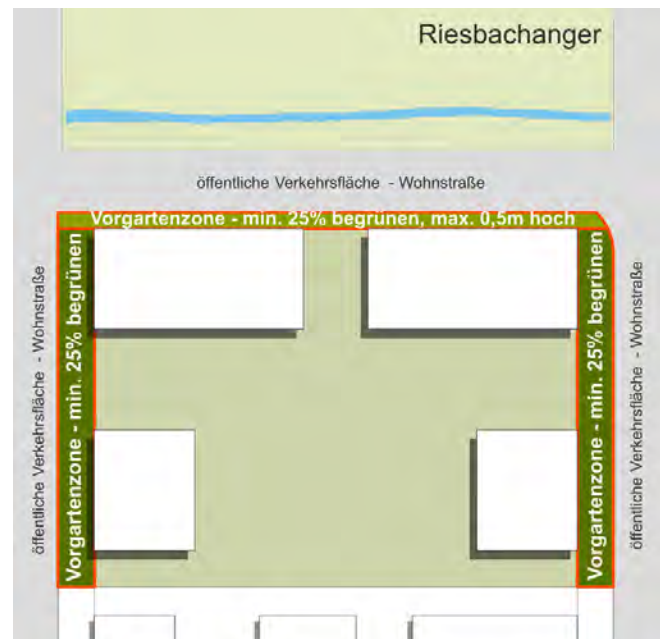 Riesbachanger
öffentliche Verkehrsfläche - Wohnstraße
Vorgartenzone - min. 25% begrünen, max. 0,5m hoch
öffentliche Verkehrsfläche - Wohnstraße
Vorgartenzone - min. 25% begrünen
Vorgartenzone - min. 25% begrünen
öffentliche Verkehrsfläche - Wohnstraße